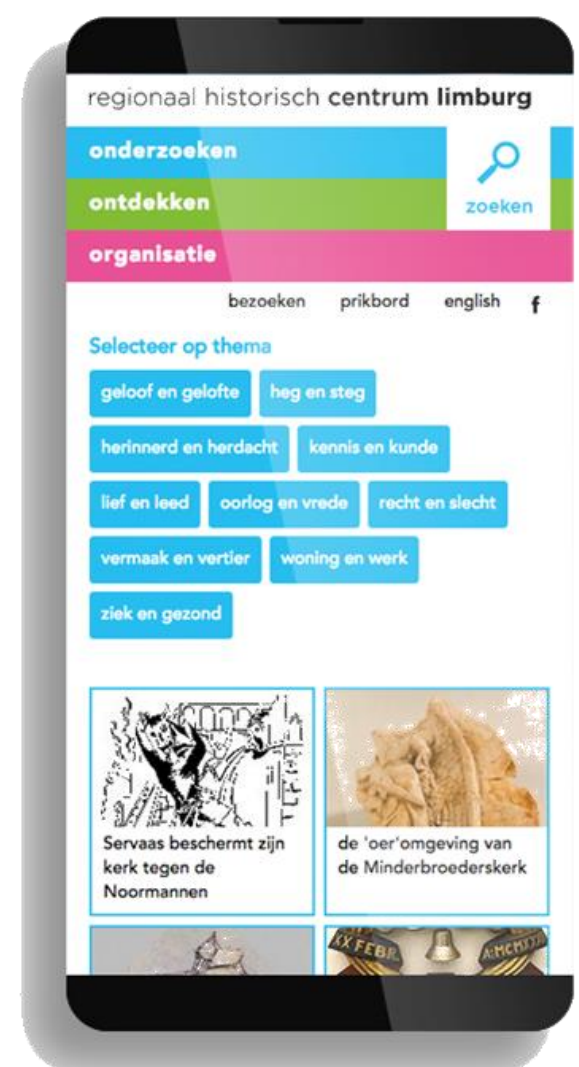 regionaal historisch centrum limburg
onderzoeken
ontdekken
zoeken
organisatie
bezoeken prikbord english f
Selecteer op thema
geloof en gelofte heg en steg
herinnerd en herdacht kennis en kunde
lief en leed oorlog en vrede recht en slecht
vermaak en vertier woning en werk
ziek en gezond
Servaas beschermt zijn
kerk tegen de
Noormannen
de 'oer'omgeving van
de Minderbroederskerk
XX FEBR.